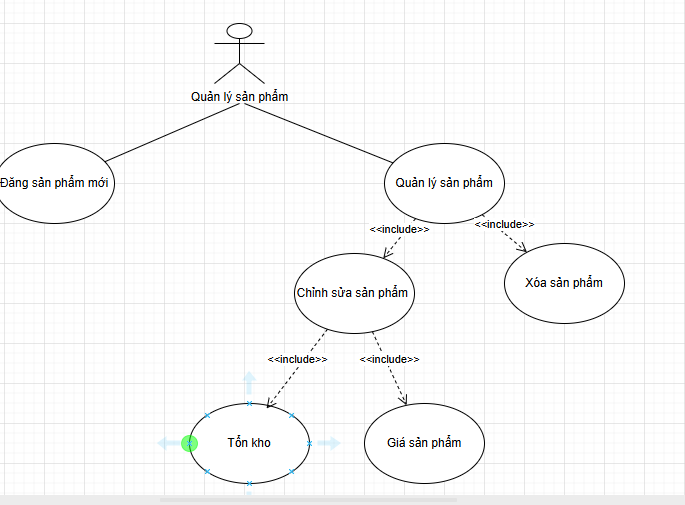 Quản lý sản phẩm
Đăng sản phẩm mới
Quản lý sản phẩm
<<include>>
<<include>>
Chỉnh sửa sản phẩm
Xóa sản phẩm
<<include>>
<<include>>
Tồn kho
Giá sản phẩm